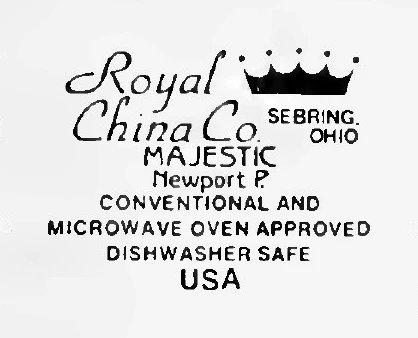 Royal
China Co. SEBRING.
OHIO
MAJESTIC
Newport P.
CONVENTIONAL AND
MICROWAVE OVEN APPROVED
DISHWASHER SAFE
USA